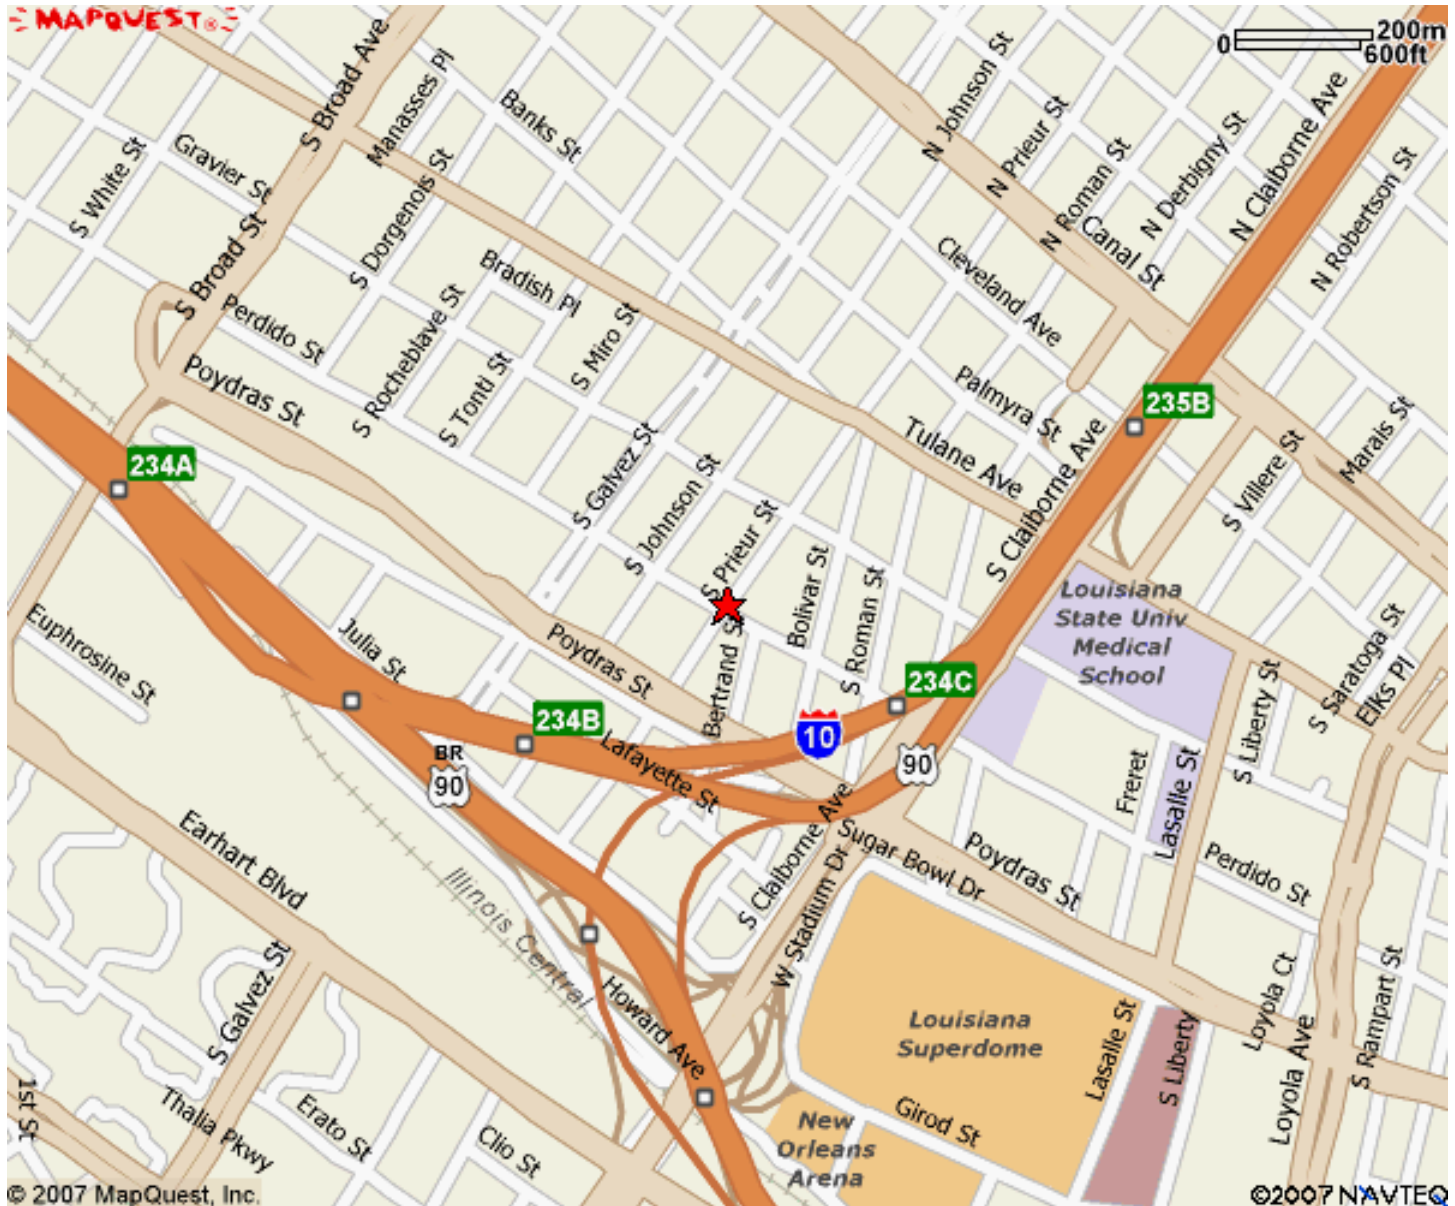 MAPQUEST®
0 200m
600ft
S Broad Ave
Manasses Pl
Banks St
N Johnson St
N Prieur St
N Roman St
N Derbigny St
N Claiborne Ave
N Robertson St
S White St
Gravier St
S Dorgenois St
Canal St
S Broad St
Bradish Pl
Cleveland Ave
Perdido St
S Rocheblave St
S Tonti St
S Miro St
Poydras St
Palmyra St
235B
Tulane Ave
S Claiborne Ave
Marais St
S Villere St
234A
S Galvez St
S Johnson St
S Prieur St
Bolivar St
S Roman St
Louisiana
State Univ
Medical
School
Euphrosine St
Julia St
Poydras St
Bertrand St
S Saratoga St
Elks Pl
S Liberty St
234C
234B
10
90
BR
90
Lafayette St
Freret
Lasalle St
Earhart Blvd
S Claiborne Ave
Sugar Bowl Dr
Poydras St
Perdido St
Illinois Central
W Stadium Dr
S Galvez St
Howard Ave
Louisiana
Superdome
Lasalle St
S Liberty
Loyola Ct
Loyola Ave
S Rampart St
1st St
Thalia Pkwy
Erato St
Clio St
New
Orleans
Arena
Girod St
© 2007 MapQuest, Inc.
©2007 NAVTEQ